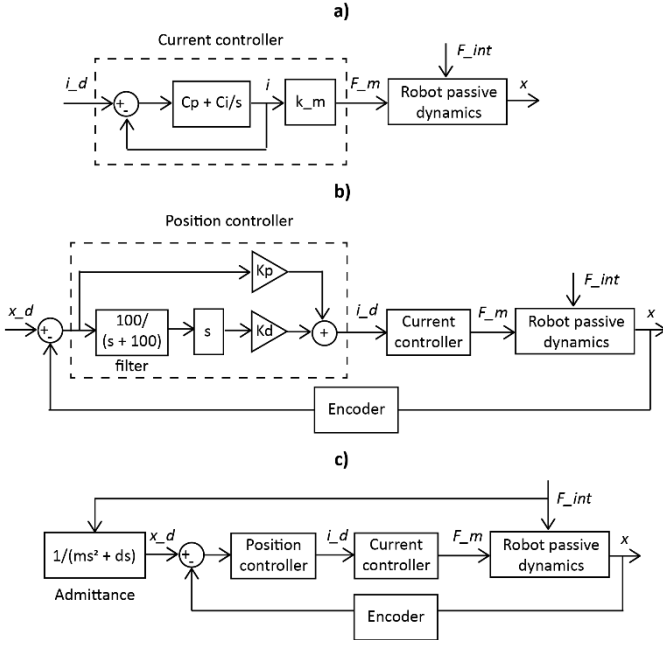 a)
Current controller
F_int
i_d
+
-
Cp + Ci/s
i
k_m
F_m
Robot passive
dynamics
x
b)
Position controller
Kp
F_int
x_d
+
-
100/
(s + 100)
filter
s
Kd
+
i_d
Current
controller
F_m
Robot passive
dynamics
x
Encoder
c)
F_int
1/(ms² + ds)
Admittance
x_d
+
-
Position
controller
i_d
Current
controller
F_m
Robot passive
dynamics
x
Encoder